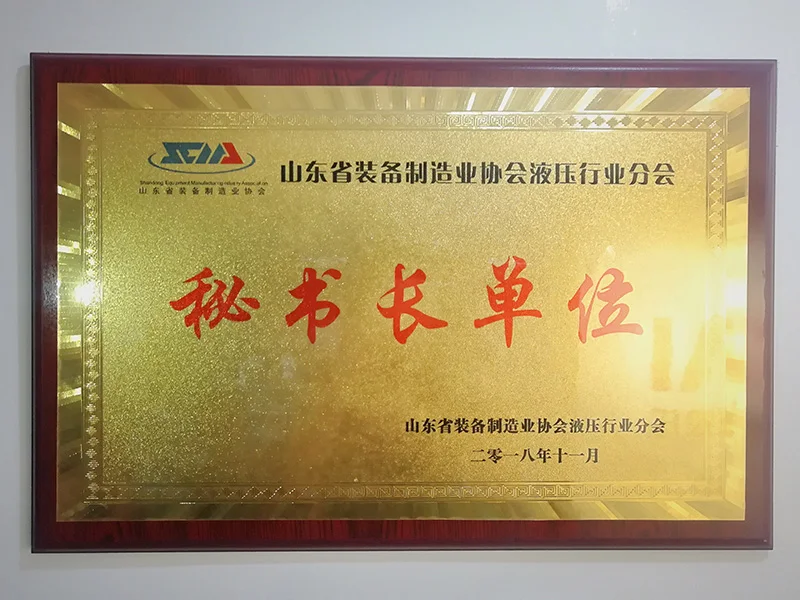 SEMA
Shandong Equipment Manufacturing Industry Association
山东省装备制造业协会
山东省装备制造业协会液压行业分会
秘书长单位
山东省装备制造业协会液压行业分会
二零一八年十一月